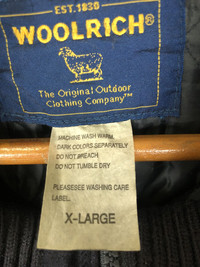 EST. 1830
WOOLRICH®
The Original Outdoor
Clothing Company™
MACHINE WASH WARM.
DARK COLORS SEPARATELY
DO NOT BLEACH
DO NOT TUMBLE DRY
PLEASESEE WASHING CARE
LABEL.
X-LARGE